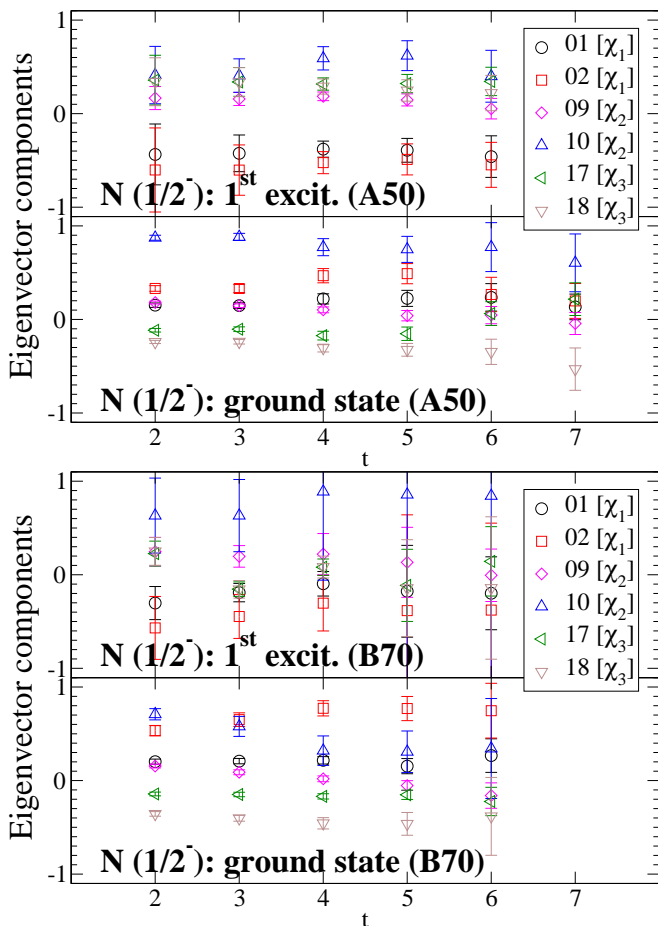 1
0
-1
Eigenvector components
01 [χ₁]
02 [χ₁]
09 [χ₂]
10 [χ₂]
17 [χ₃]
18 [χ₃]
N (1/2⁻): 1ˢᵗ excit. (A50)
1
0
-1
N (1/2⁻): ground state (A50)
2 3 4 5 6 7
t
1
0
-1
Eigenvector components
01 [χ₁]
02 [χ₁]
09 [χ₂]
10 [χ₂]
17 [χ₃]
18 [χ₃]
N (1/2⁻): 1ˢᵗ excit. (B70)
1
0
-1
N (1/2⁻): ground state (B70)
2 3 4 5 6 7
t